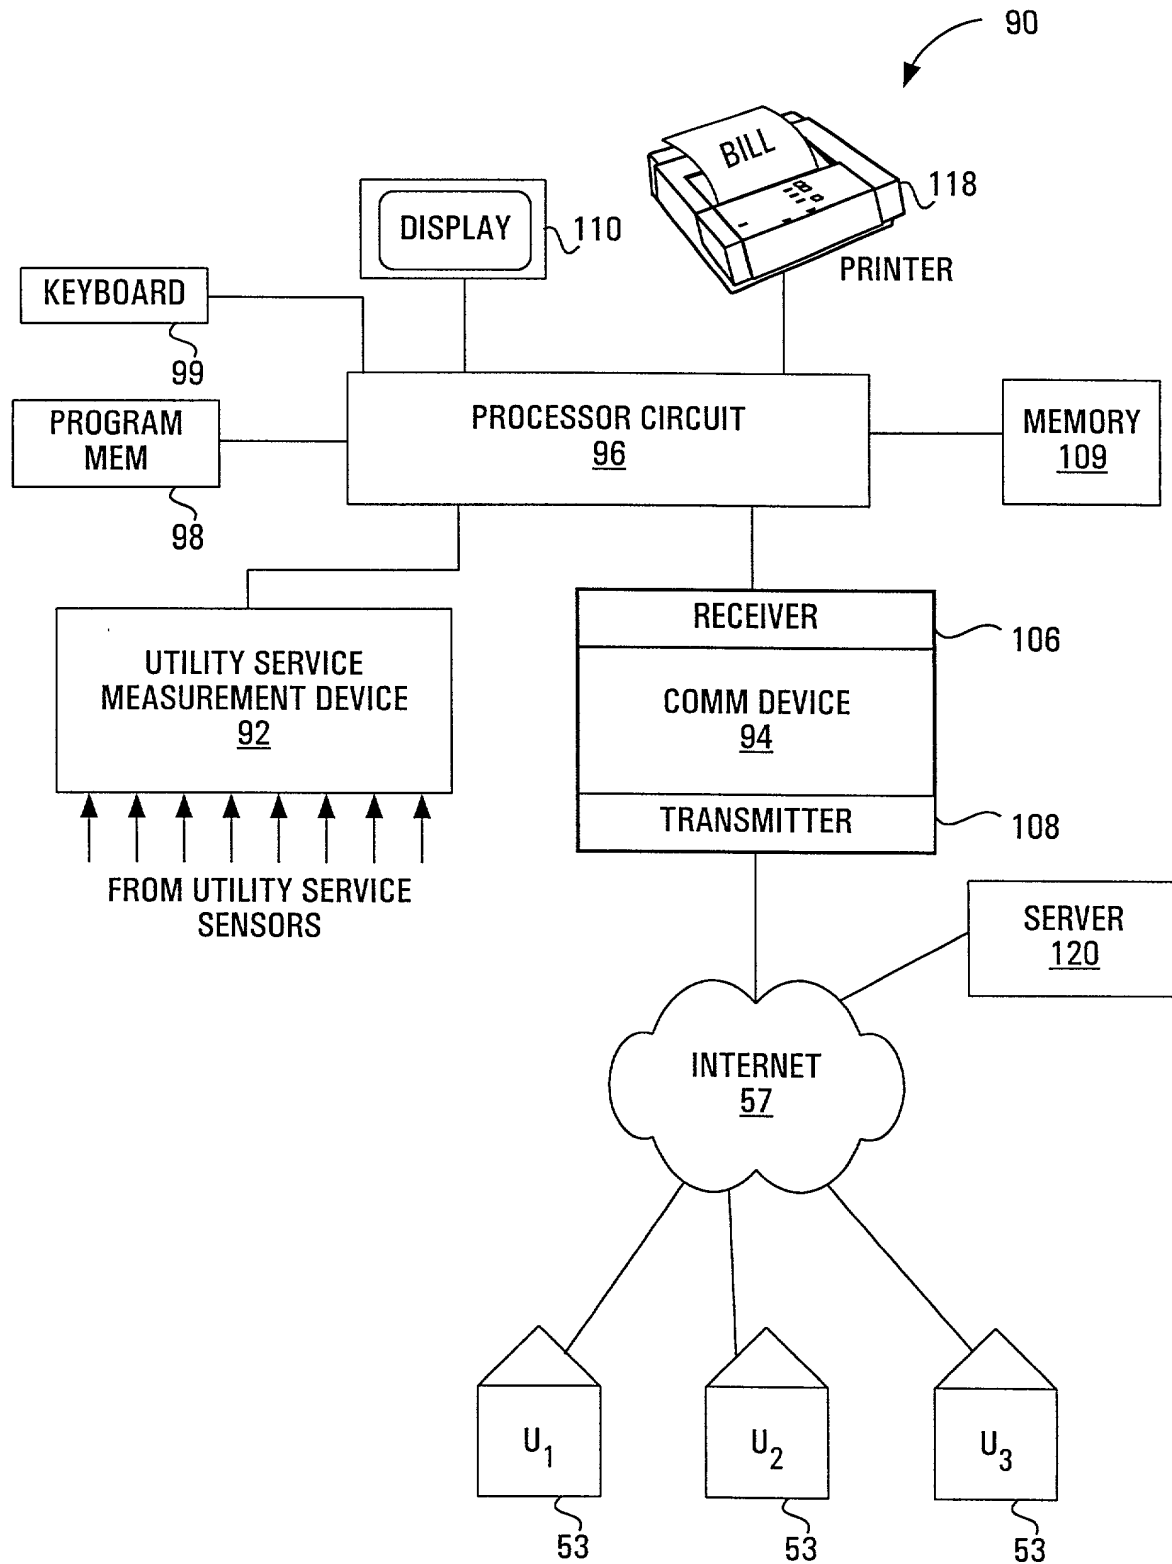 90
BILL
118
PRINTER
DISPLAY
110
KEYBOARD
99
PROGRAM
MEM
98
PROCESSOR CIRCUIT
96
MEMORY
109
UTILITY SERVICE
MEASUREMENT DEVICE
92
FROM UTILITY SERVICE
SENSORS
RECEIVER
106
COMM DEVICE
94
TRANSMITTER
108
SERVER
120
INTERNET
57
U1
53
U2
53
U3
53